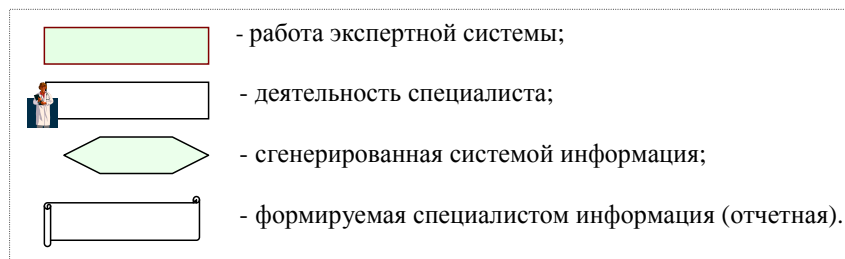 - работа экспертной системы;
- деятельность специалиста;
- сгенерированная системой информация;
- формируемая специалистом информация (отчетная).